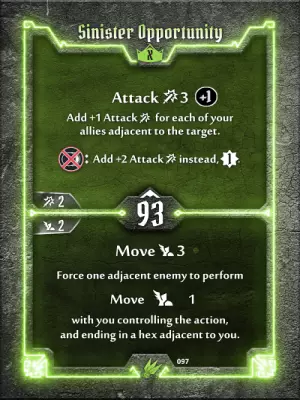 Sinister Opportunity
X
Attack 3 +1
Add +1 Attack for each of your
allies adjacent to the target.
: Add +2 Attack instead, 1.
2
93
2
Move 3
Force one adjacent enemy to perform
Move 1
with you controlling the action,
and ending in a hex adjacent to you.
097